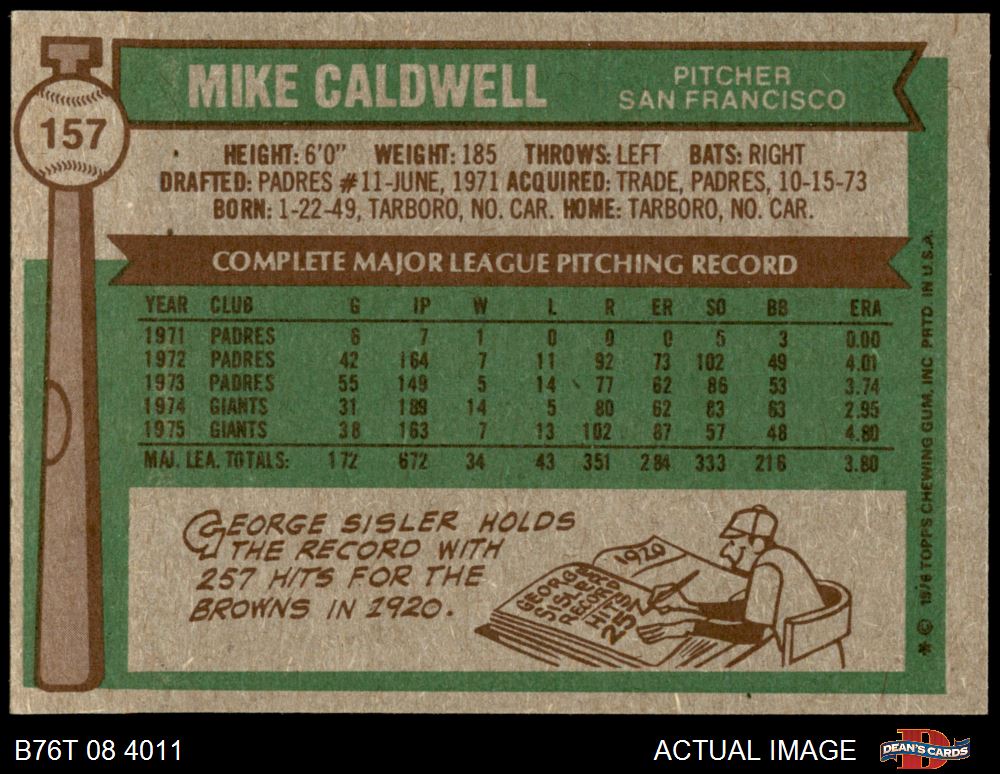 157
MIKE CALDWELL
PITCHER
SAN FRANCISCO
HEIGHT: 6'0" WEIGHT: 185 THROWS: LEFT BATS: RIGHT
DRAFTED: PADRES #11-JUNE, 1971 ACQUIRED: TRADE, PADRES, 10-15-73
BORN: 1-22-49, TARBORO, NO. CAR. HOME: TARBORO, NO. CAR.
COMPLETE MAJOR LEAGUE PITCHING RECORD
YEAR CLUB G IP W L R ER SO BB ERA
1971 PADRES 6 7 1 0 0 0 5 3 0.00
1972 PADRES 42 164 7 11 92 73 102 49 4.01
1973 PADRES 55 149 5 14 77 62 86 53 3.74
1974 GIANTS 31 189 14 5 80 62 83 63 2.95
1975 GIANTS 38 163 7 13 102 87 57 48 4.80
MAJ. LEA. TOTALS: 172 672 34 43 351 284 333 216 3.80
GEORGE SISLER HOLDS
THE RECORD WITH
257 HITS FOR THE
BROWNS IN 1920.
1920
GEORGE
SISLER
RECORD
HITS
257
* © 1976 TOPPS CHEWING GUM, INC. PRTD. IN U.S.A.
B76T 08 4011
ACTUAL IMAGE
DEAN'S CARDS